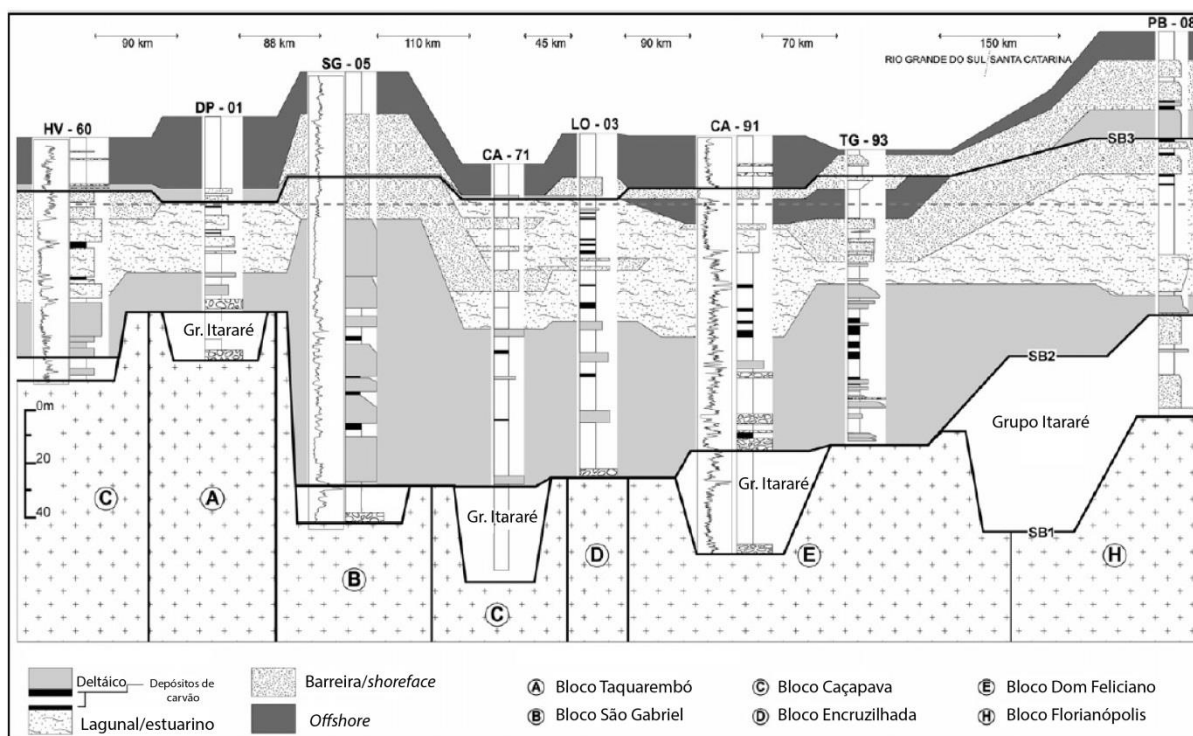 90 km
88 km
110 km
45 km
90 km
70 km
150 km
PB - 08
RIO GRANDE DO SUL
SANTA CATARINA
SG - 05
DP - 01
HV - 60
LO - 03
CA - 91
CA - 71
TG - 93
SB3
Gr. Itararé
SB2
0m
20
40
Grupo Itararé
Gr. Itararé
Gr. Itararé
SB1
C
A
B
C
D
E
H
Deltáico
Depósitos de
carvão
Lagunal/estuarino
Barreira/shoreface
Offshore
A Bloco Taquarembó
B Bloco São Gabriel
C Bloco Caçapava
D Bloco Encruzilhada
E Bloco Dom Feliciano
H Bloco Florianópolis